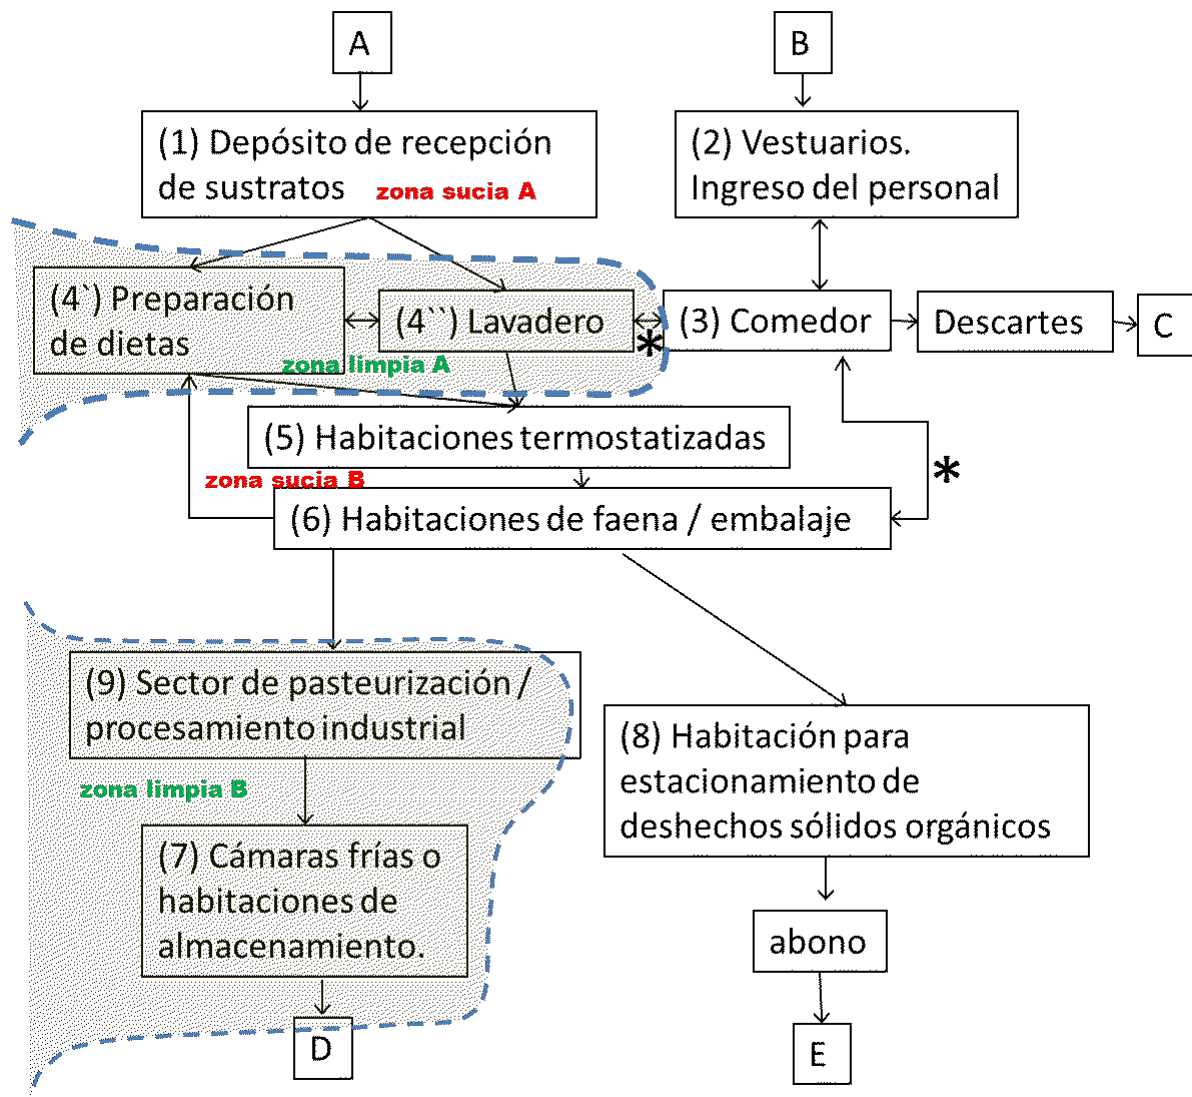 A
B
(1) Depósito de recepción
de sustratos
zona sucia A
(2) Vestuarios.
Ingreso del personal
(4`) Preparación
de dietas
(4``) Lavadero
*
(3) Comedor
Descartes
C
zona limpia A
(5) Habitaciones termostatizadas
zona sucia B
*
(6) Habitaciones de faena / embalaje
(9) Sector de pasteurización /
procesamiento industrial
zona limpia B
(8) Habitación para
estacionamiento de
deshechos sólidos orgánicos
(7) Cámaras frías o
habitaciones de
almacenamiento.
abono
D
E